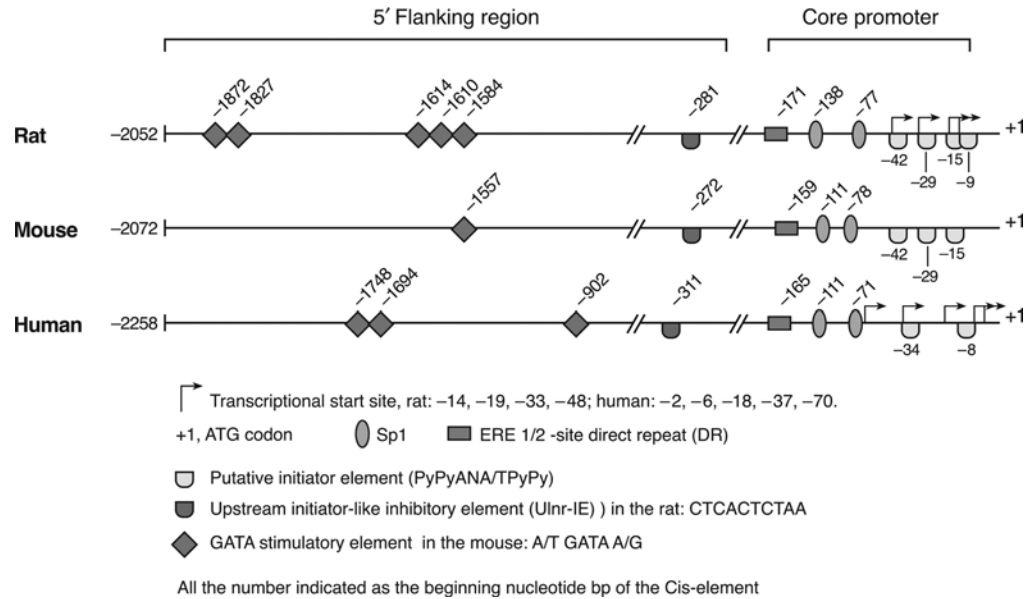 5′ Flanking region Core promoter
−1872 −1827 −1614 −1610 −1584 −281 −171 −138 −77
Rat −2052 +1
−42 −15
−29 −9
−1557 −272 −159 −111 −78
Mouse −2072 +1
−42 −15
−29
−1748 −1694 −902 −311 −165 −111 −71
Human −2258 +1
−34 −8
Transcriptional start site, rat: −14, −19, −33, −48; human: −2, −6, −18, −37, −70.
+1, ATG codon Sp1 ERE 1/2 -site direct repeat (DR)
Putative initiator element (PyPyANA/TPyPy)
Upstream initiator-like inhibitory element (Ulnr-IE) ) in the rat: CTCACTCTAA
GATA stimulatory element in the mouse: A/T GATA A/G
All the number indicated as the beginning nucleotide bp of the Cis-element